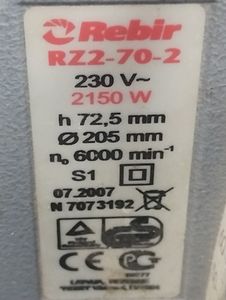 Rebir
RZ2-70-2
230 V~
2150 W
h 72,5 mm
Ø 205 mm
n₀ 6000 min⁻¹
S1
07.2007
N 7073192